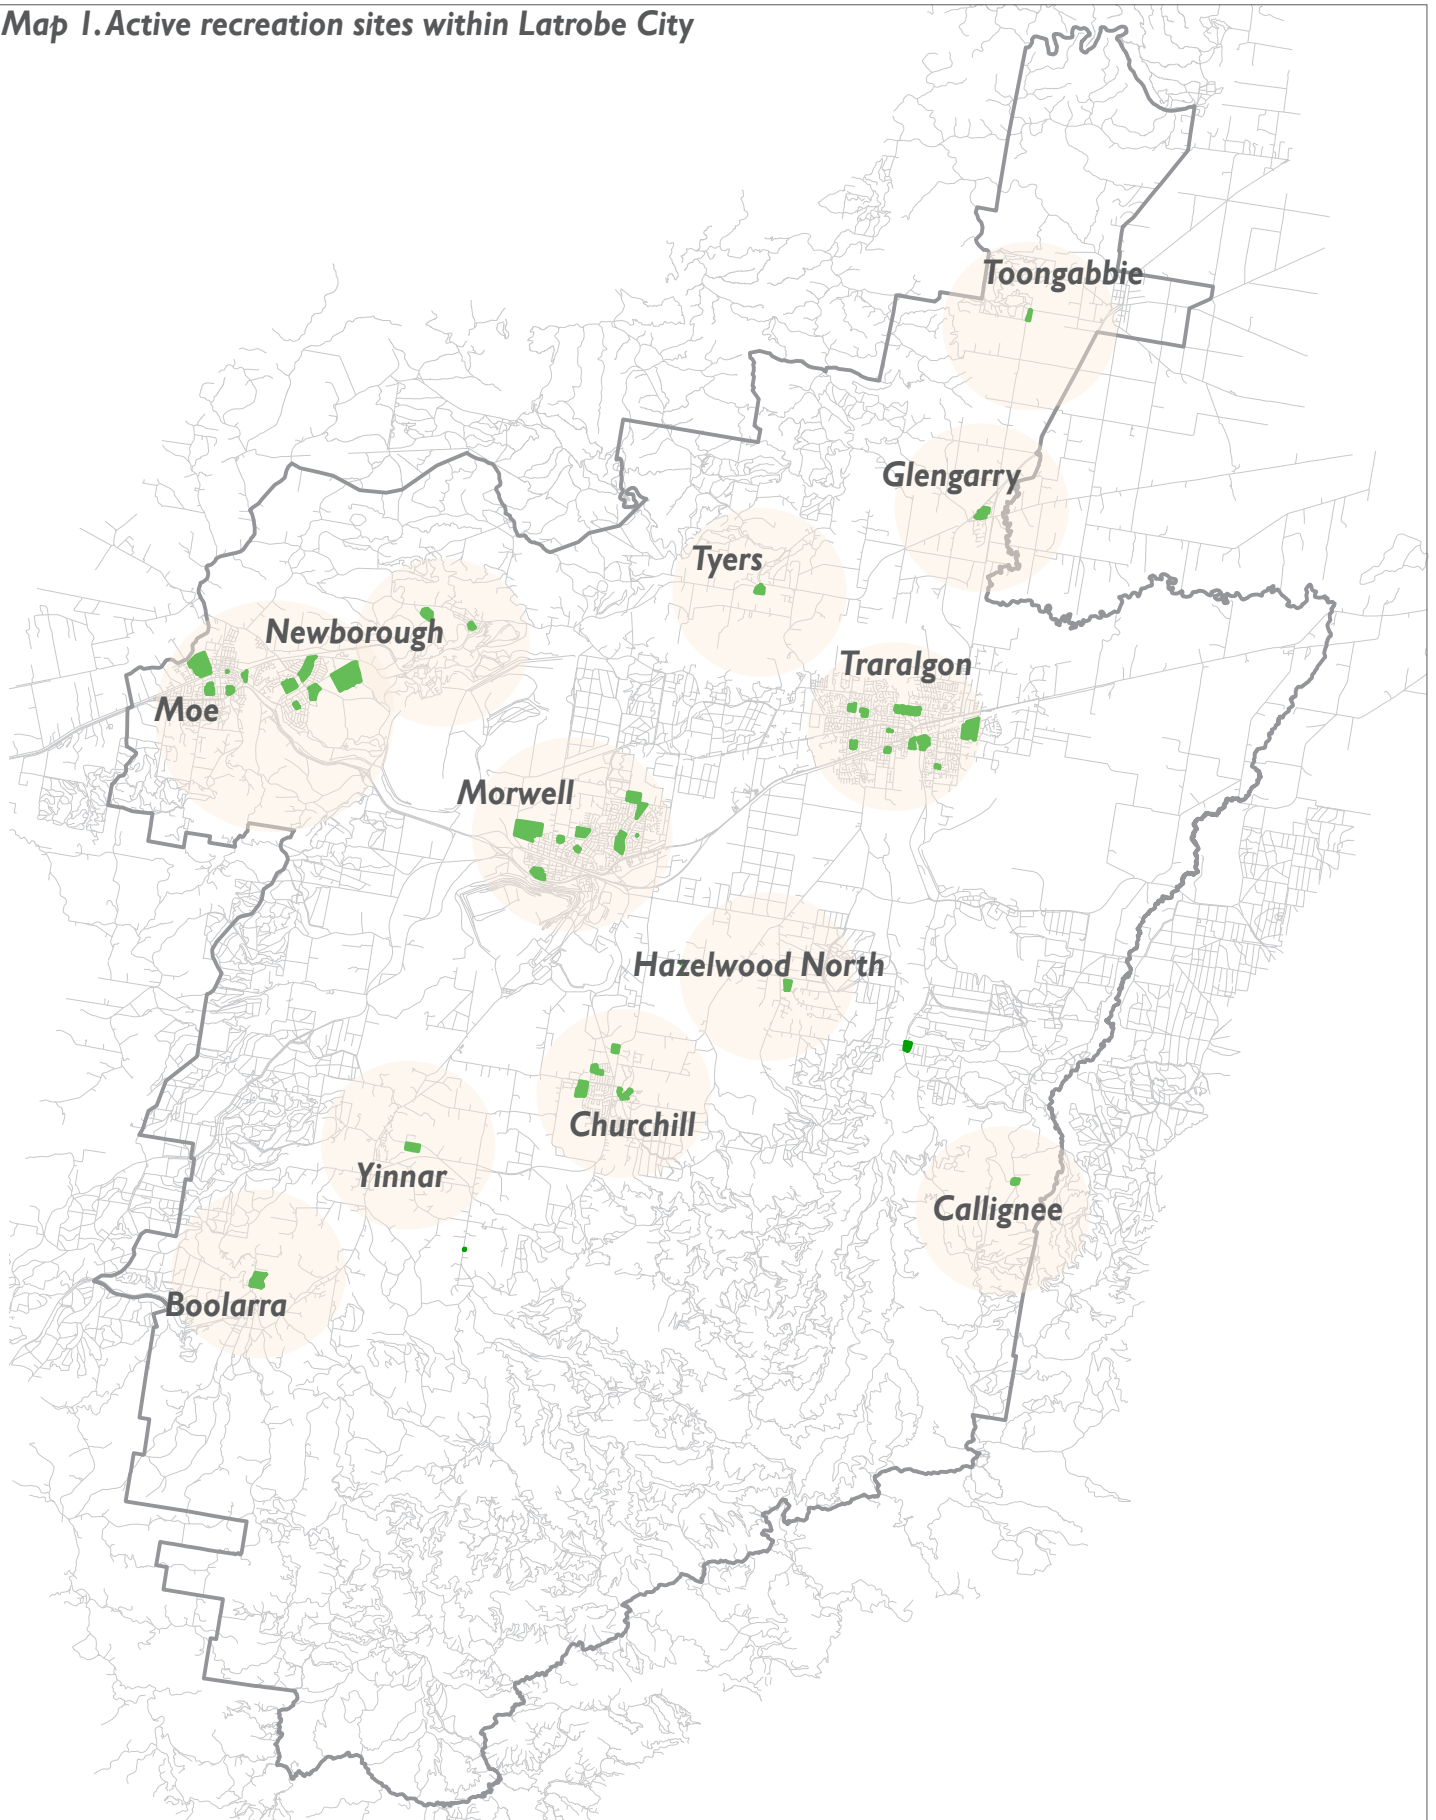 Map 1. Active recreation sites within Latrobe City
Toongabbie
Glengarry
Tyers
Newborough
Traralgon
Moe
Morwell
Hazelwood North
Churchill
Yinnar
Callignee
Boolarra